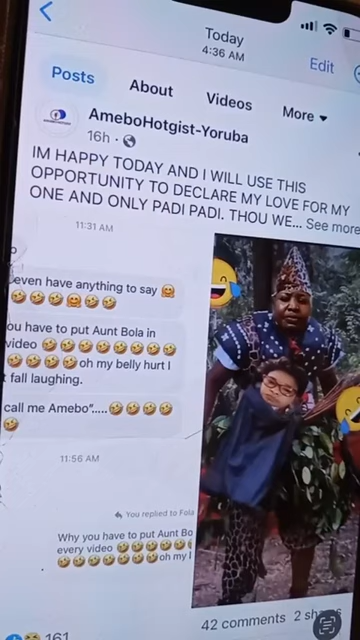 Today
4:36 AM
Edit
Posts
About
Videos
More
AmeboHotgist-Yoruba
16h ·
IM HAPPY TODAY AND I WILL USE THIS
OPPORTUNITY TO DECLARE MY LOVE FOR MY
ONE AND ONLY PADI PADI. THOU WE... See more
11:31 AM
even have anything to say 🤗
🤣🤣🤣🤗🤣🤣
ou have to put Aunt Bola in
video 🤣🤣🤣🤣🤣🤣🤣🤣
🤣🤣🤣🤣🤣 oh my belly hurt I
t fall laughing.
call me Amebo”.....🤣🤣🤣🤣
🤣
11:56 AM
You replied to Fola
Why you have to put Aunt Bo
every video 🤣🤣🤣🤣🤣🤣
🤣🤣🤣🤣🤣🤣🤣🤣oh my l
161
42 comments 2 sh